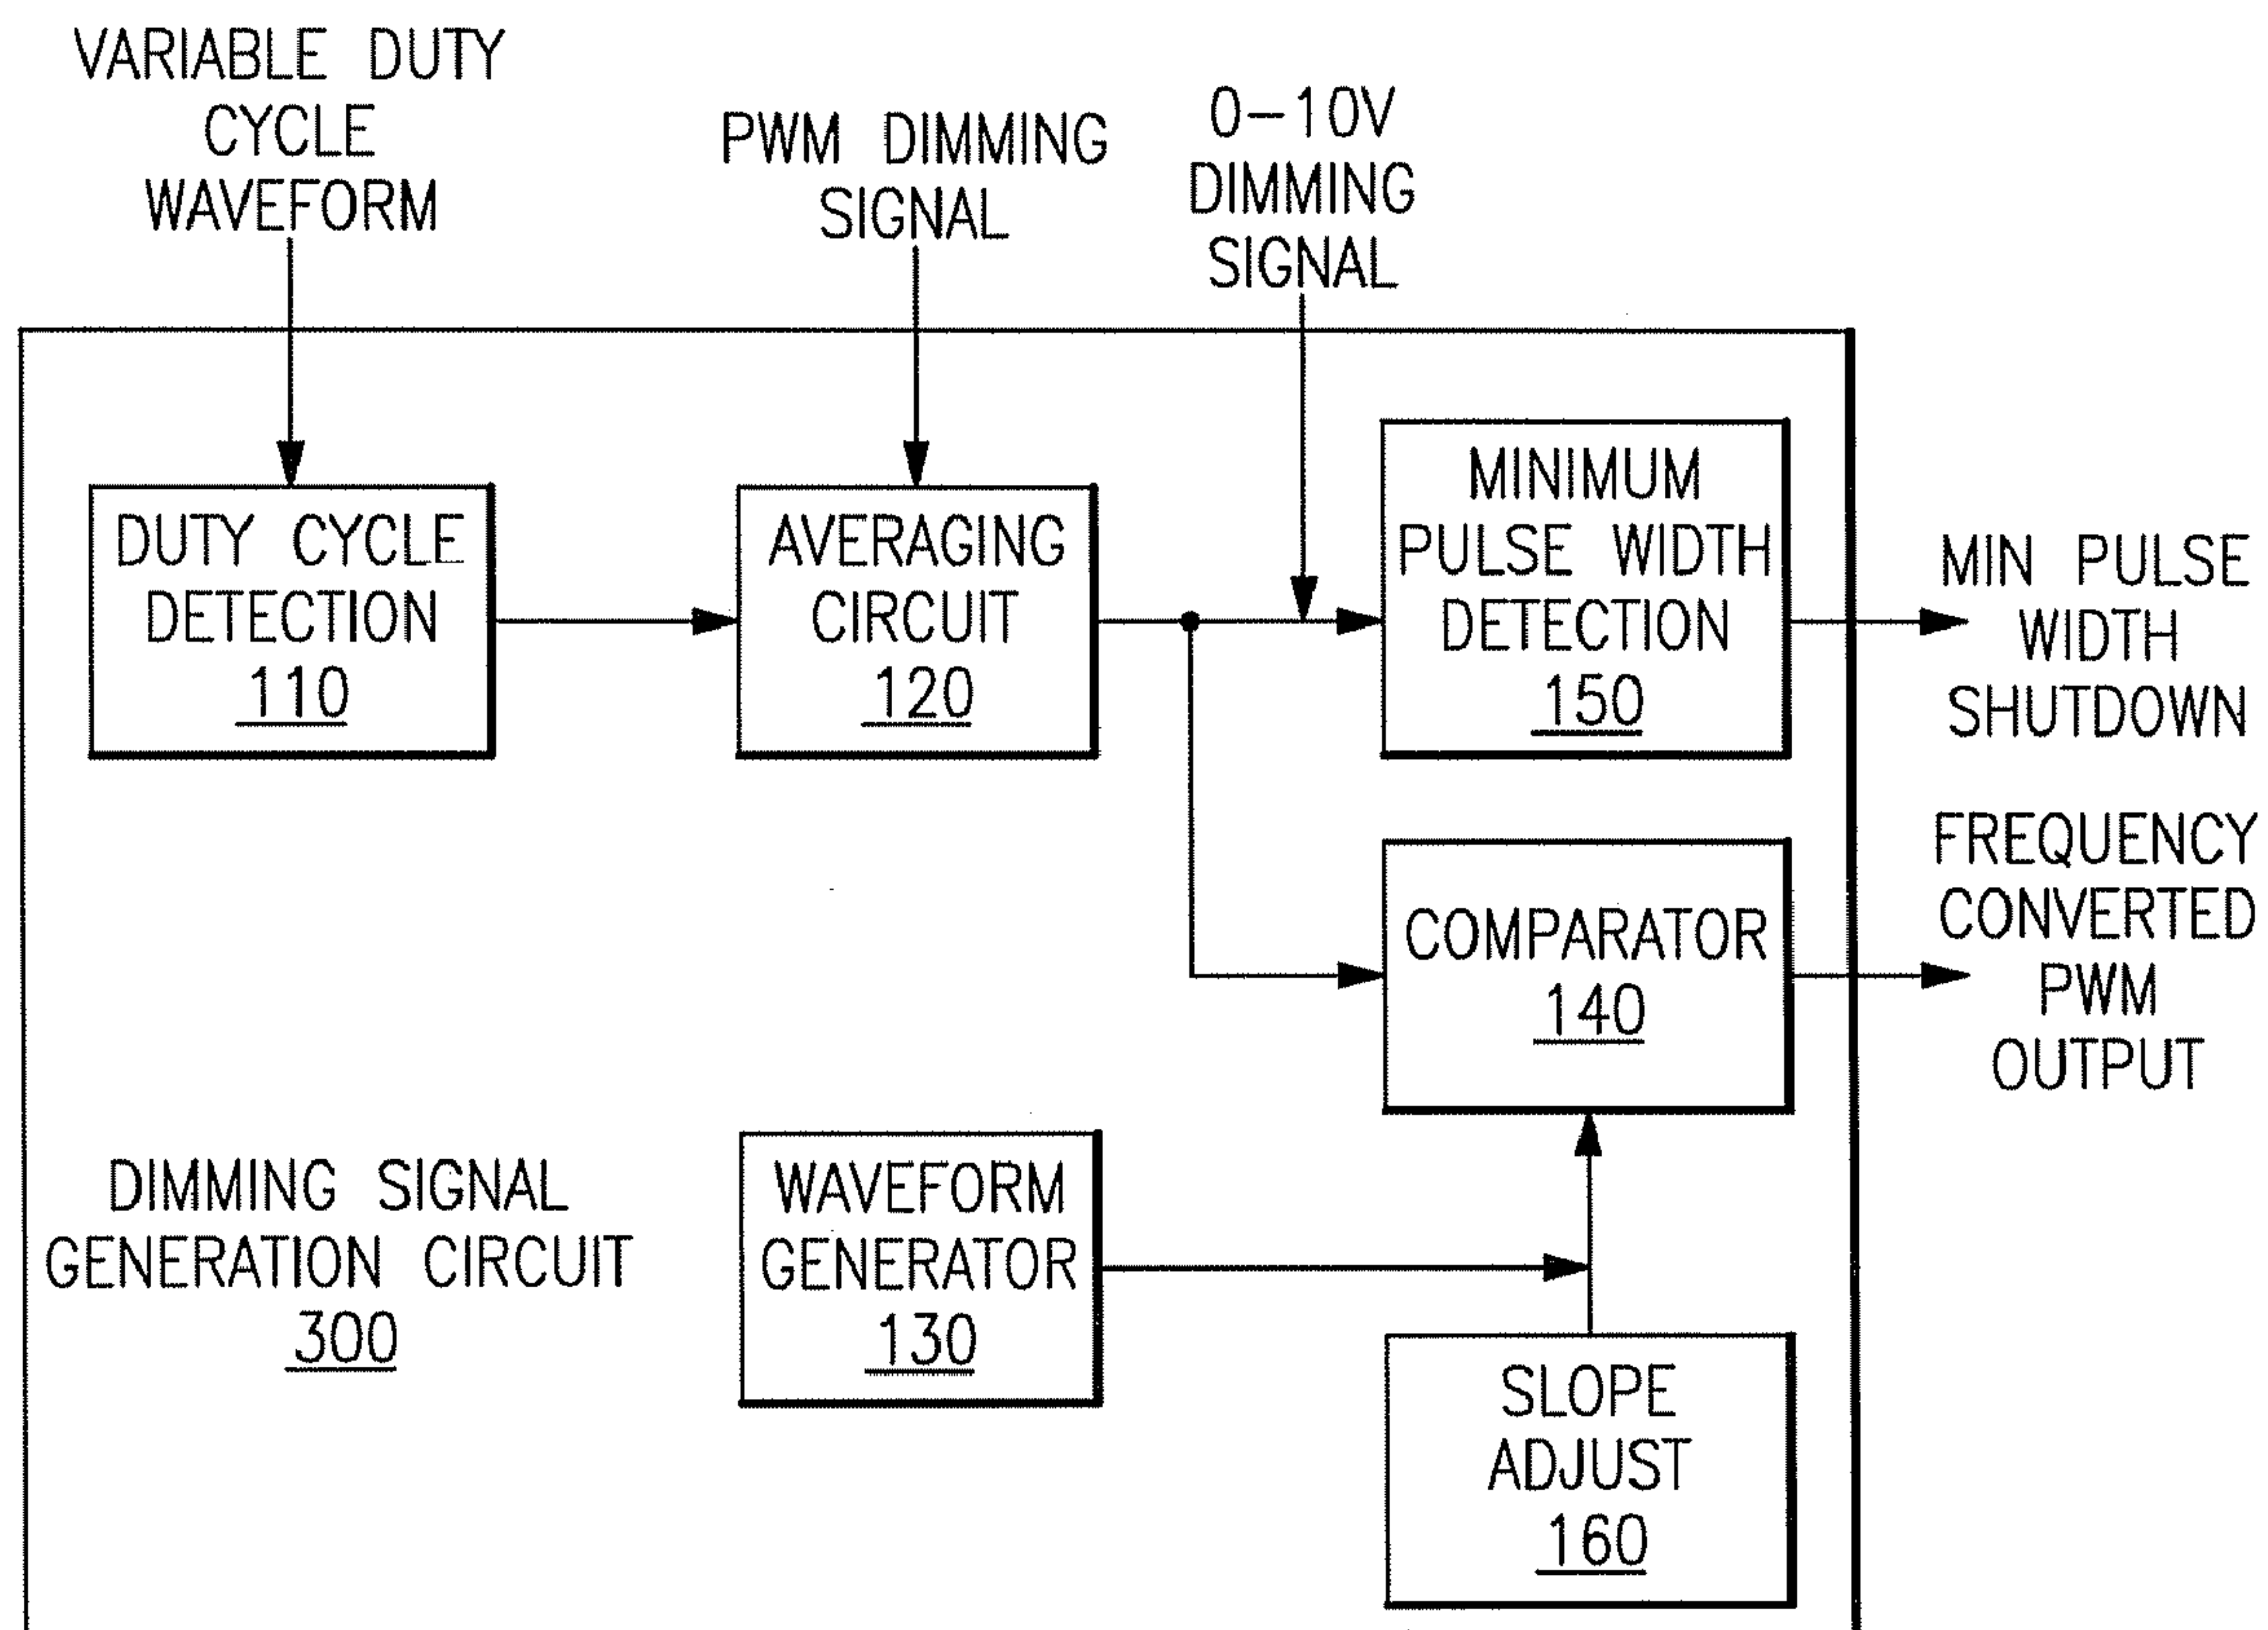 VARIABLE DUTY
CYCLE
WAVEFORM
PWM DIMMING
SIGNAL
0-10V
DIMMING
SIGNAL
DUTY CYCLE
DETECTION
110
AVERAGING
CIRCUIT
120
MINIMUM
PULSE WIDTH
DETECTION
150
MIN PULSE
WIDTH
SHUTDOWN
COMPARATOR
140
FREQUENCY
CONVERTED
PWM
OUTPUT
DIMMING SIGNAL
GENERATION CIRCUIT
300
WAVEFORM
GENERATOR
130
SLOPE
ADJUST
160